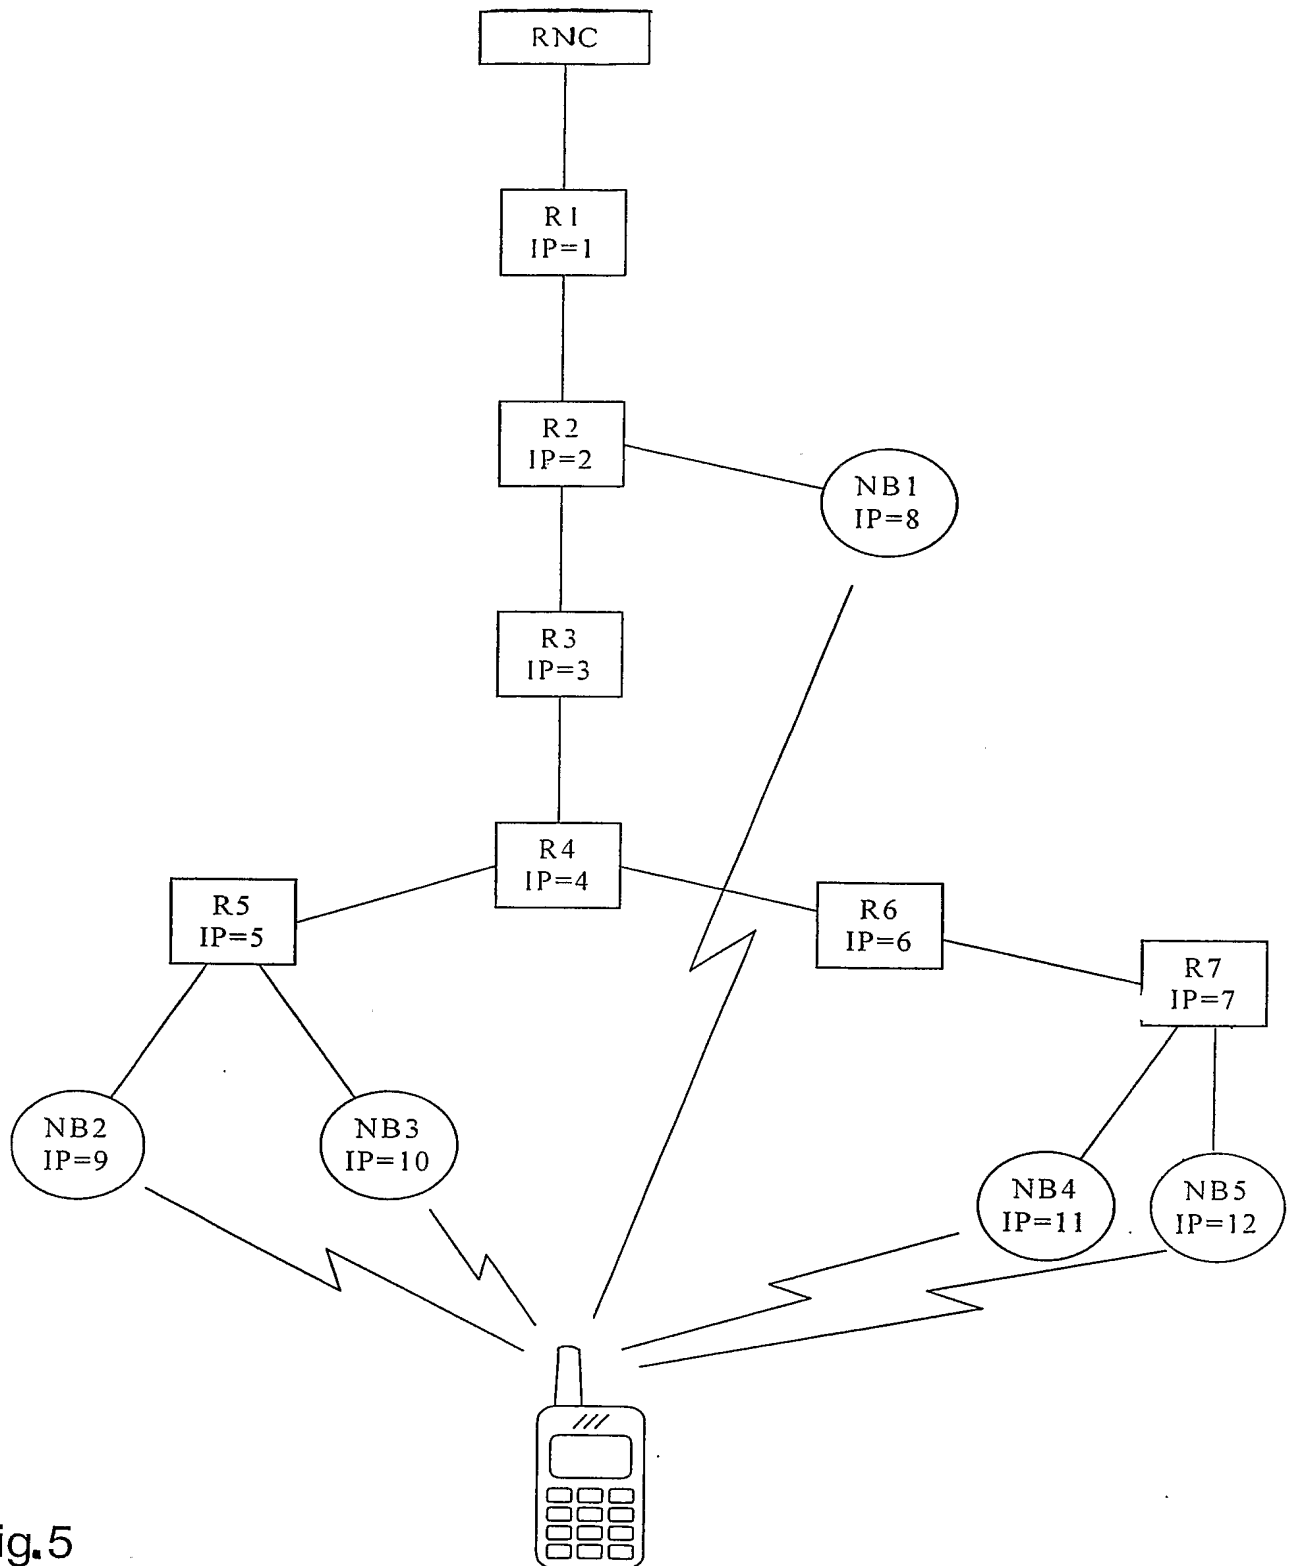 RNC
R1
IP=1
R2
IP=2
NB1
IP=8
R3
IP=3
R4
IP=4
R5
IP=5
R6
IP=6
R7
IP=7
NB2
IP=9
NB3
IP=10
NB4
IP=11
NB5
IP=12
ig.5